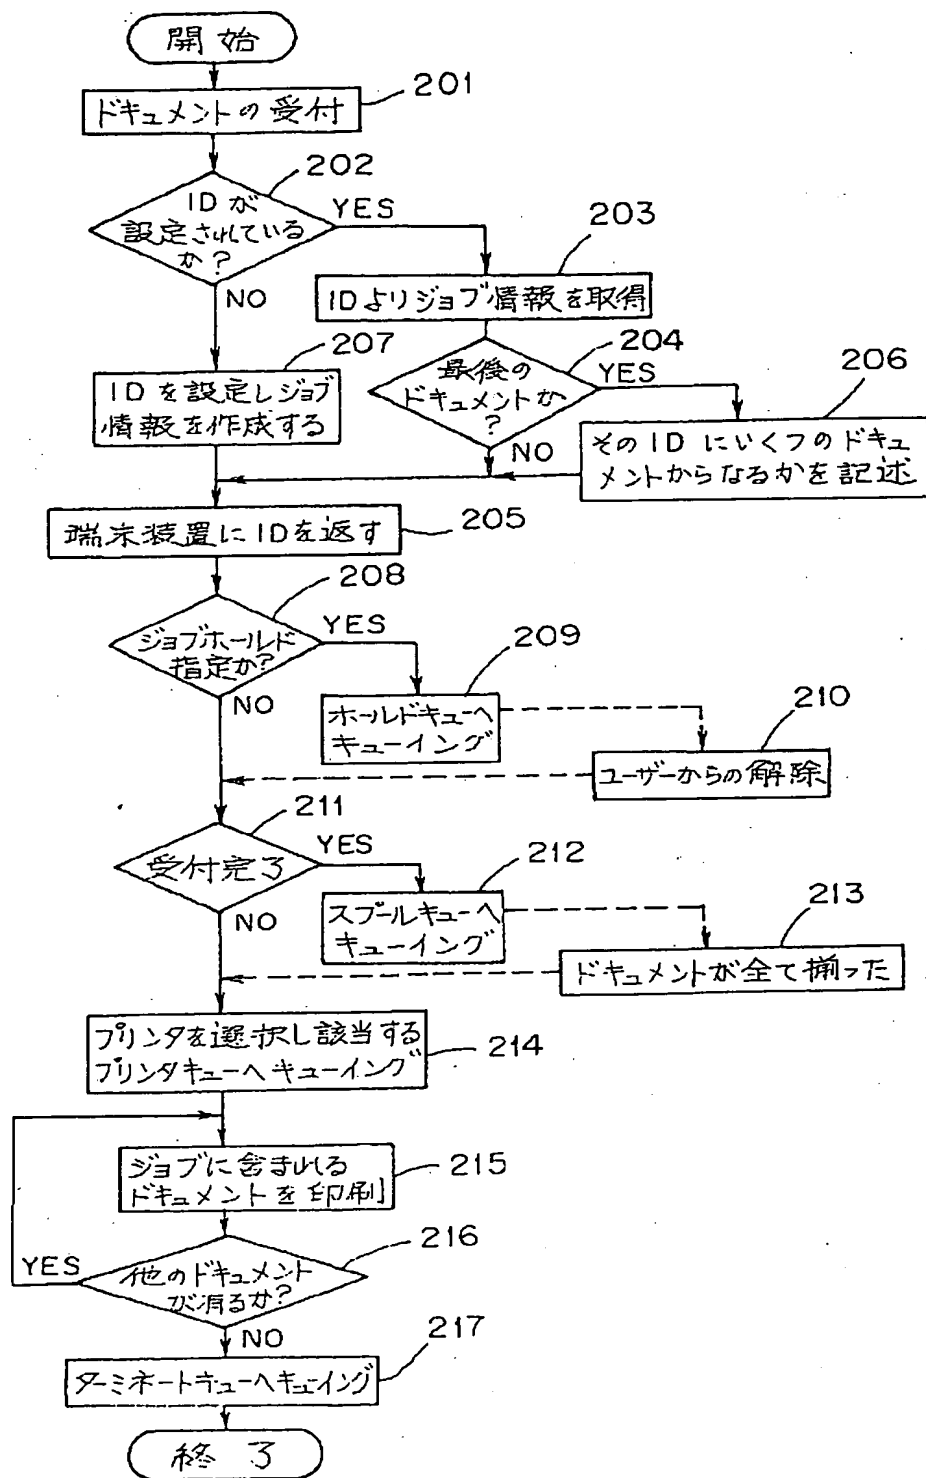 開始
201
ドキュメントの受付
202
IDが
設定されている
か？
YES
203
NO
IDよりジョブ情報を取得
207
204
IDを設定しジョブ
情報を作成する
最後の
ドキュメントか
？
YES
206
NO
そのIDにいくつのドキュ
メントからなるかを記述
205
端末装置にIDを返す
208
ジョブホールド
指定か？
YES
209
NO
ホールドキューへ
キューイング
210
ユーザーからの解除
211
受付完了
YES
212
NO
スプールキューへ
キューイング
213
ドキュメントが全て揃った
プリンタを選択し該当する
プリンタキューへキューイング
214
ジョブに含まれる
ドキュメントを印刷
215
216
YES
他のドキュメント
が有るか？
NO
217
ターミネートキューへキューイング
終了